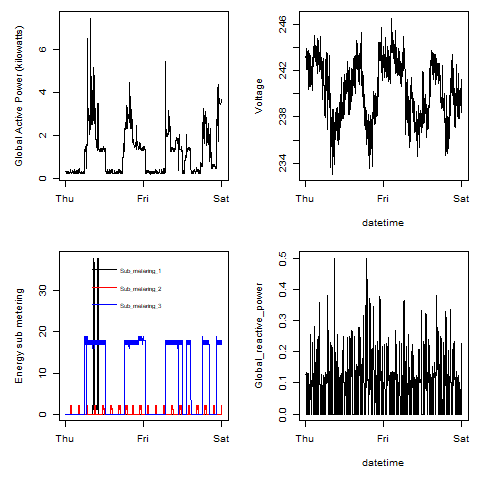 Global Active Power (kilowatts)
0 2 4 6
Thu Fri Sat
Voltage
234 238 242 246
Thu Fri Sat
datetime
Energy sub metering
0 10 20 30
Sub_metering_1
Sub_metering_2
Sub_metering_3
Thu Fri Sat
Global_reactive_power
0.0 0.1 0.2 0.3 0.4 0.5
Thu Fri Sat
datetime